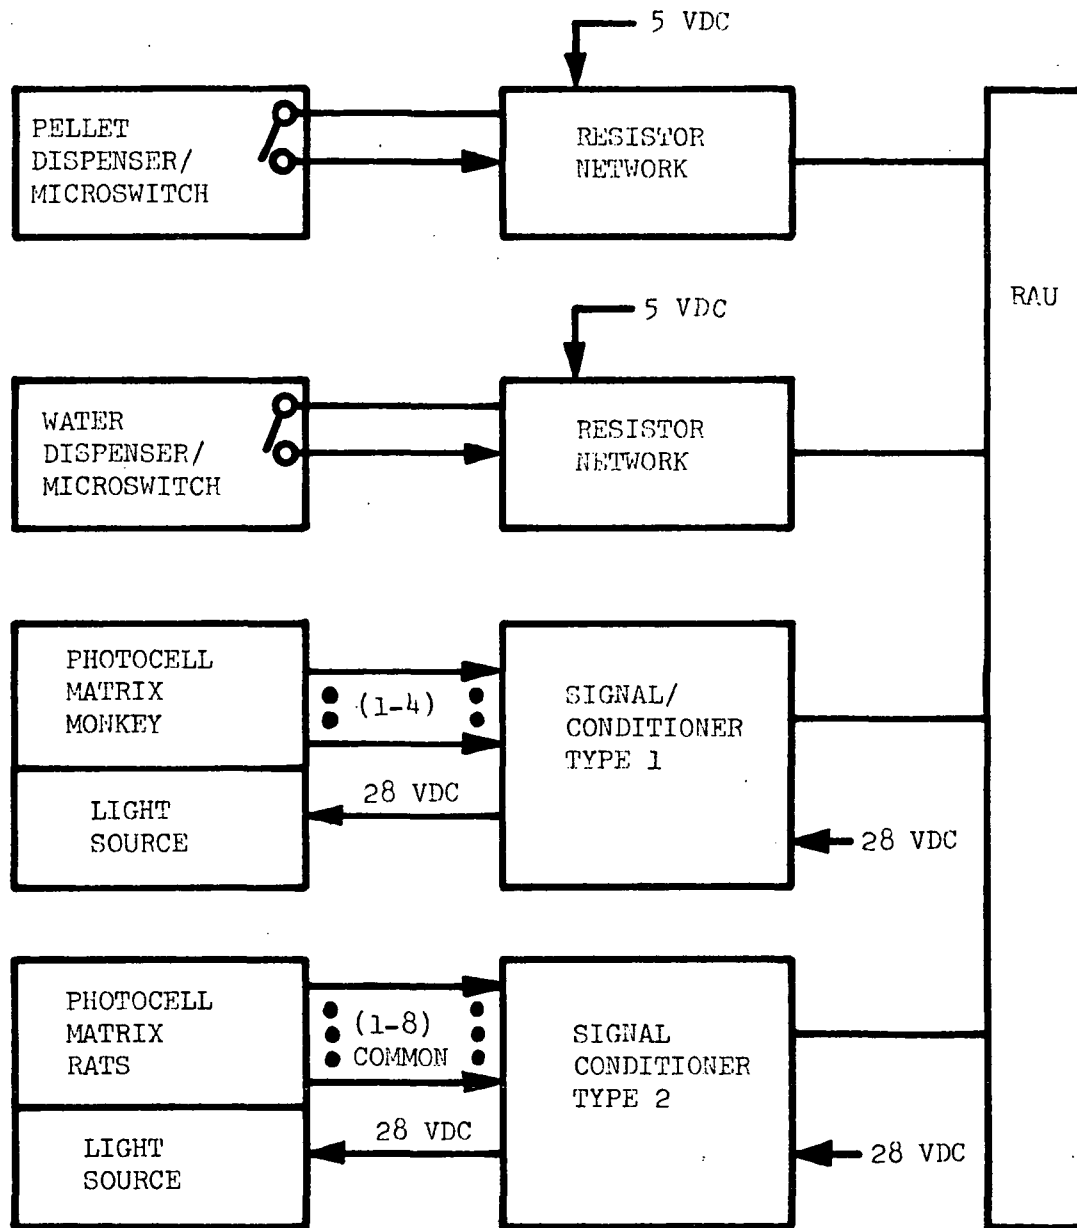 5 VDC
PELLET
DISPENSER/
MICROSWITCH
RESISTOR
NETWORK
RAU
5 VDC
WATER
DISPENSER/
MICROSWITCH
RESISTOR
NETWORK
PHOTOCELL
MATRIX
MONKEY
(1-4)
SIGNAL/
CONDITIONER
TYPE 1
28 VDC
LIGHT
SOURCE
28 VDC
PHOTOCELL
MATRIX
RATS
(1-8)
COMMON
SIGNAL
CONDITIONER
TYPE 2
28 VDC
LIGHT
SOURCE
28 VDC